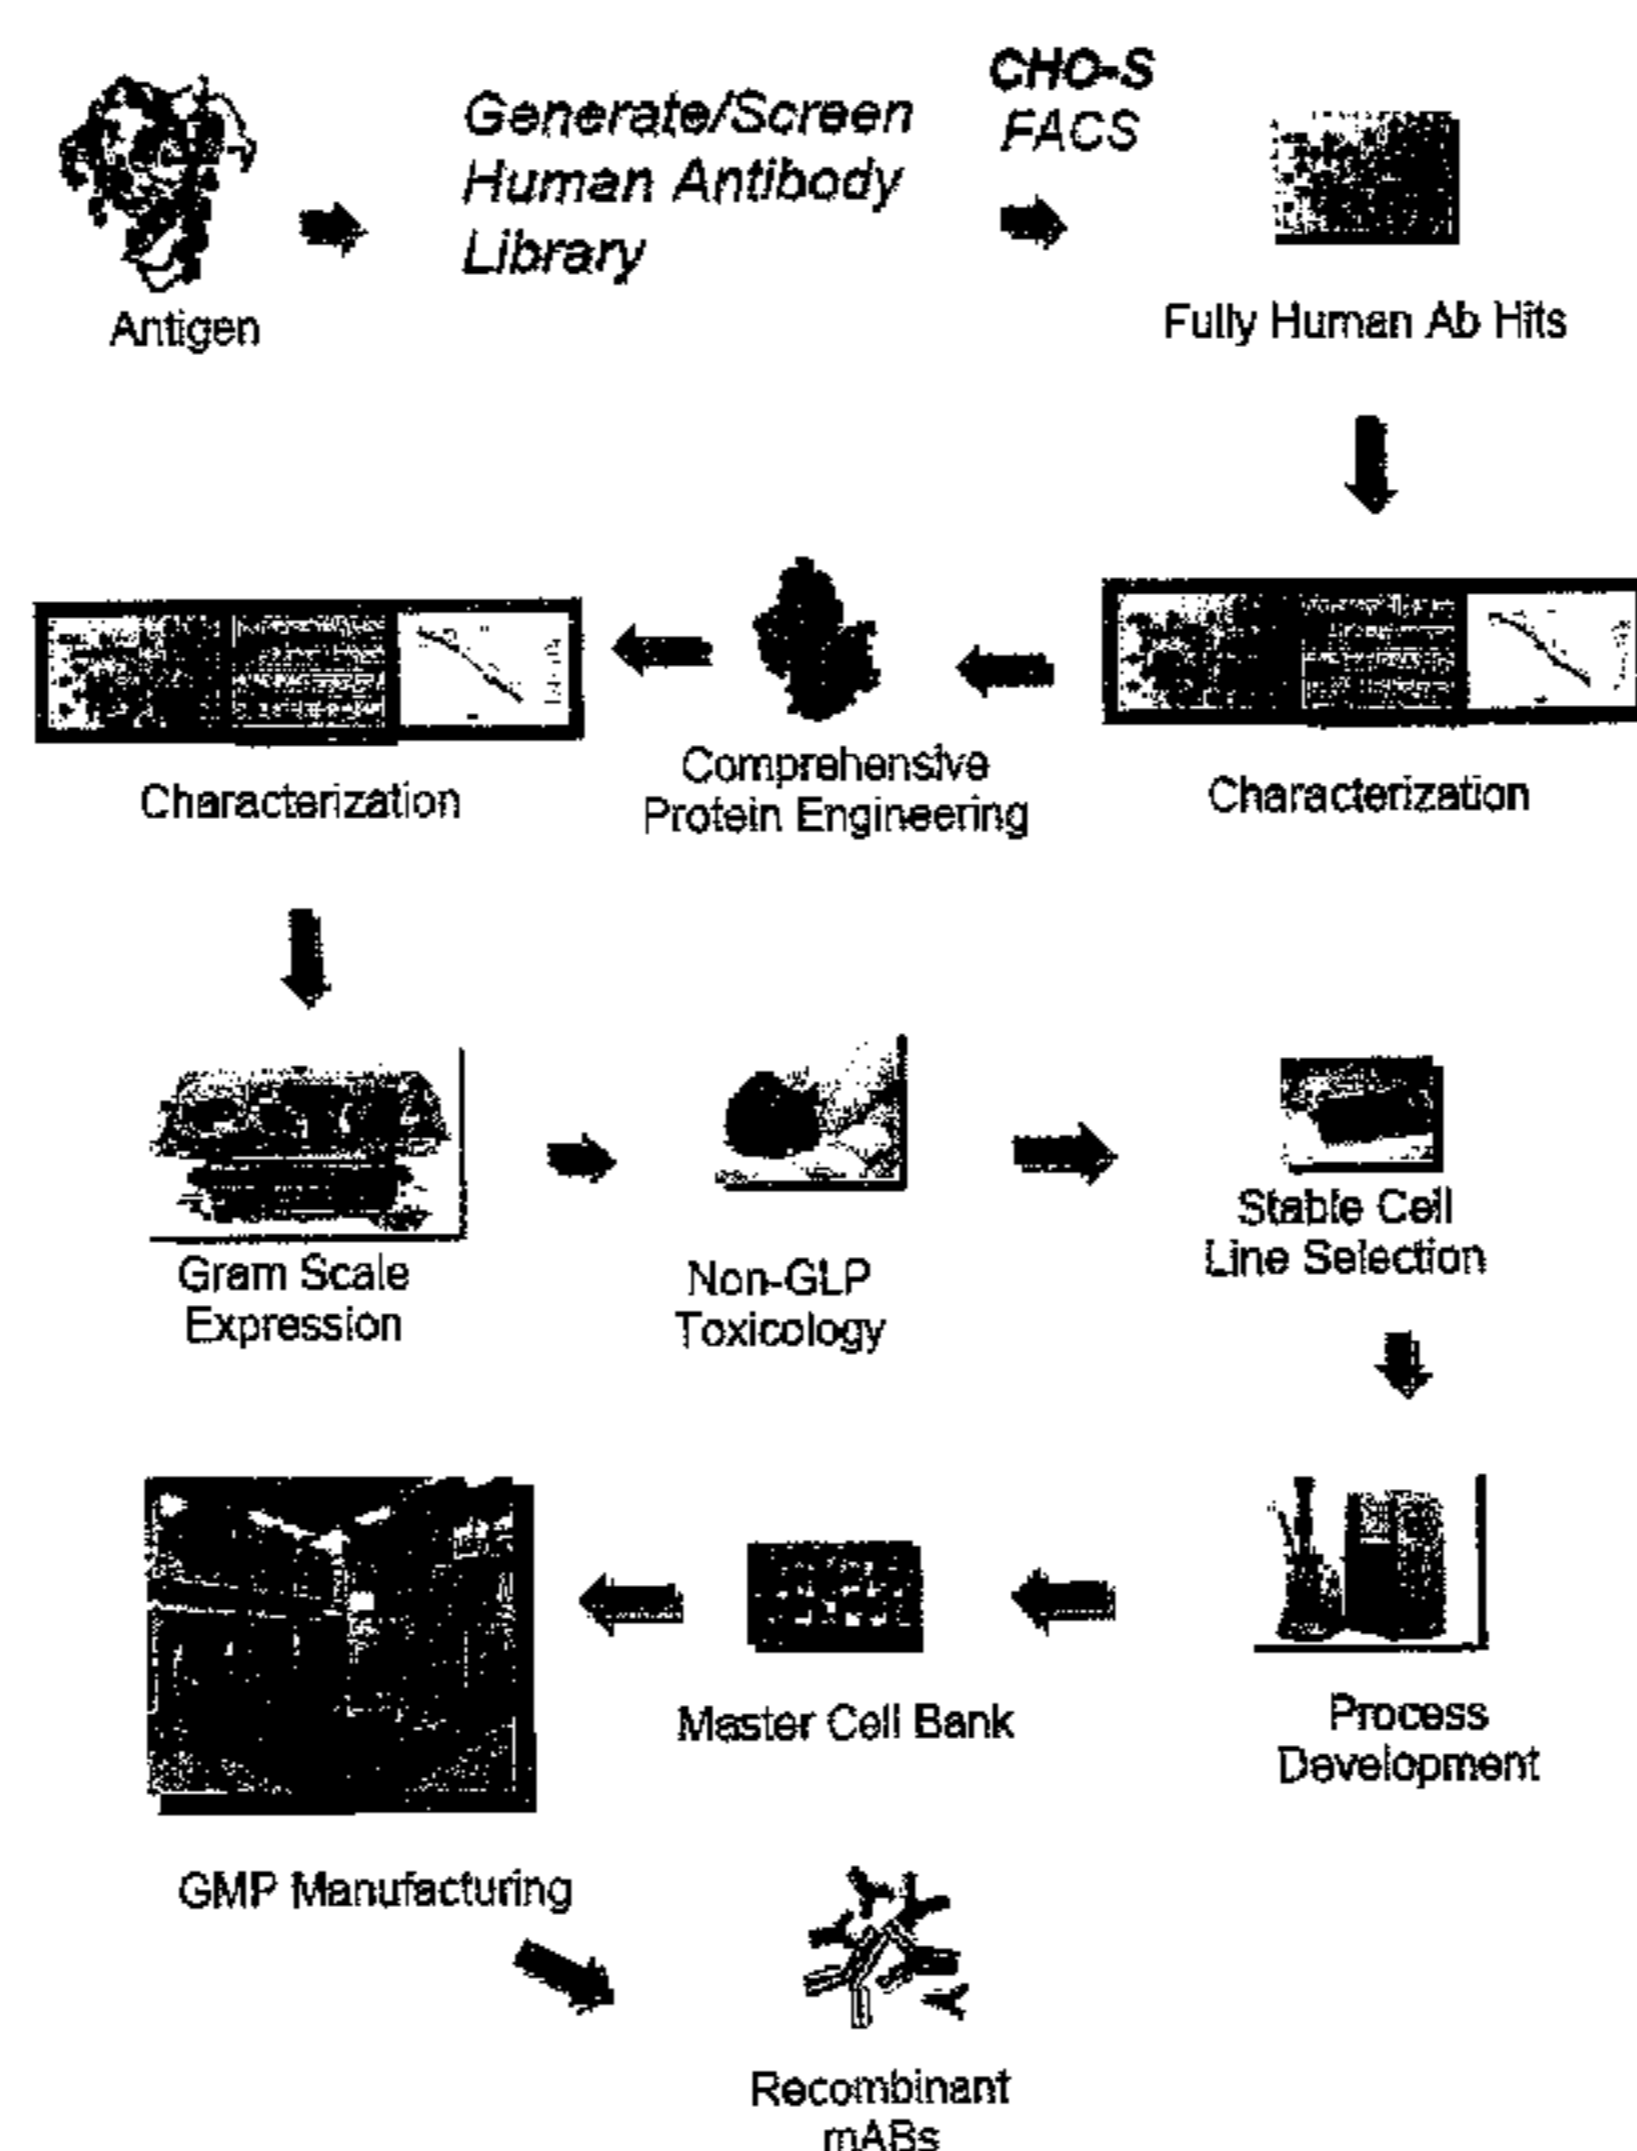 CHO-S
Generate/Screen
FACS
Human Antibody
Library
Antigen
Fully Human Ab Hits
Comprehensive
Protein Engineering
Characterization
Characterization
Stable Cell
Line Selection
Gram Scale
Expression
Non-GLP
Toxicology
Process
Development
Master Cell Bank
GMP Manufacturing
Recombinant
mABs